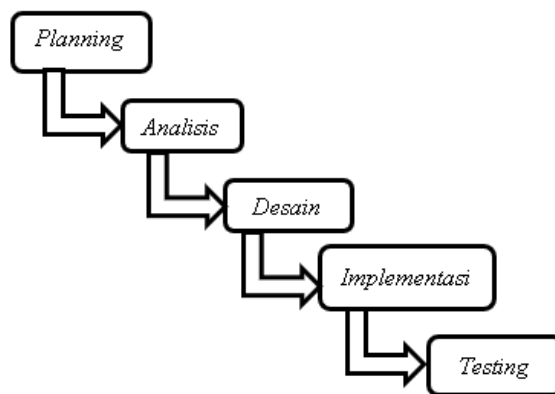 Planning
Analisis
Desain
Implementasi
Testing